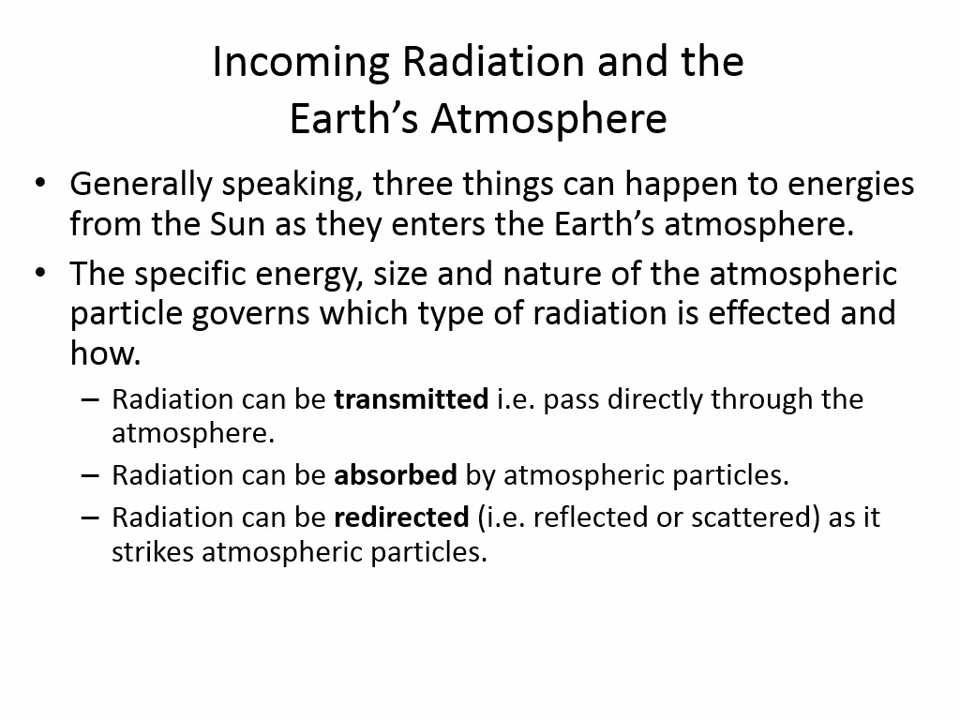 Incoming Radiation and the
Earth’s Atmosphere
• Generally speaking, three things can happen to energies
from the Sun as they enters the Earth’s atmosphere.
• The specific energy, size and nature of the atmospheric
particle governs which type of radiation is effected and
how.
– Radiation can be transmitted i.e. pass directly through the
atmosphere.
– Radiation can be absorbed by atmospheric particles.
– Radiation can be redirected (i.e. reflected or scattered) as it
strikes atmospheric particles.